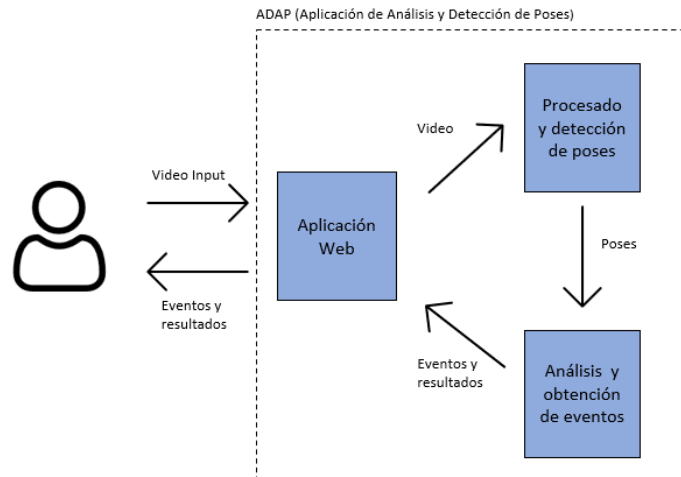 ADAP (Aplicación de Análisis y Detección de Poses)
Procesado
y detección
de poses
Video
Video Input
Aplicación
Web
Poses
Eventos y
resultados
Eventos y
resultados
Análisis y
obtención
de eventos